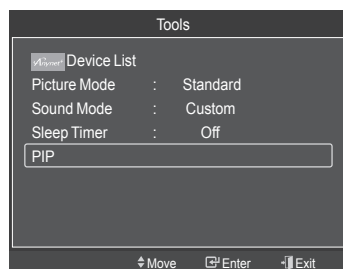 Tools
Anynet+ Device List
Picture Mode : Standard
Sound Mode : Custom
Sleep Timer : Off
PIP
Move Enter Exit